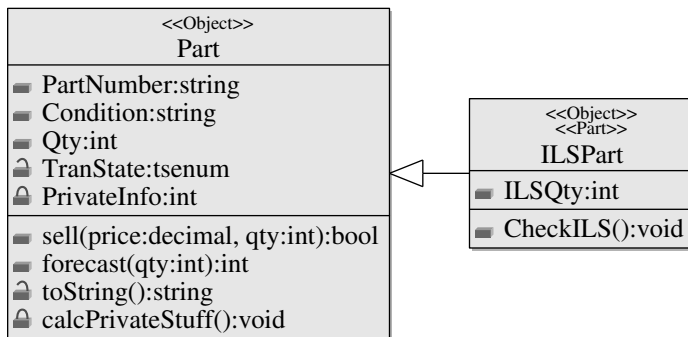 <<Object>>
Part
PartNumber:string
Condition:string
Qty:int
TranState:tsenum
PrivateInfo:int
sell(price:decimal, qty:int):bool
forecast(qty:int):int
toString():string
calcPrivateStuff():void
<<Object>>
<<Part>>
ILSPart
ILSQty:int
CheckILS():void